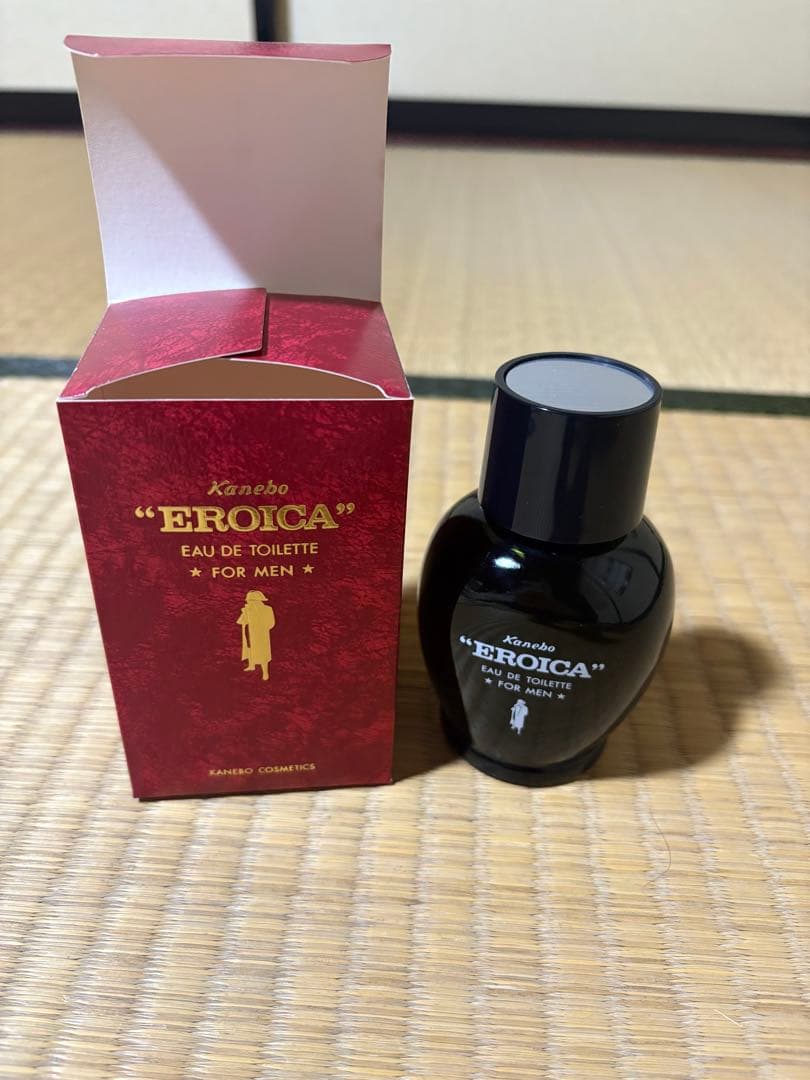 Kanebo
“EROICA”
EAU DE TOILETTE
★ FOR MEN ★
KANEBO COSMETICS
Kanebo
“EROICA”
EAU DE TOILETTE
★ FOR MEN ★